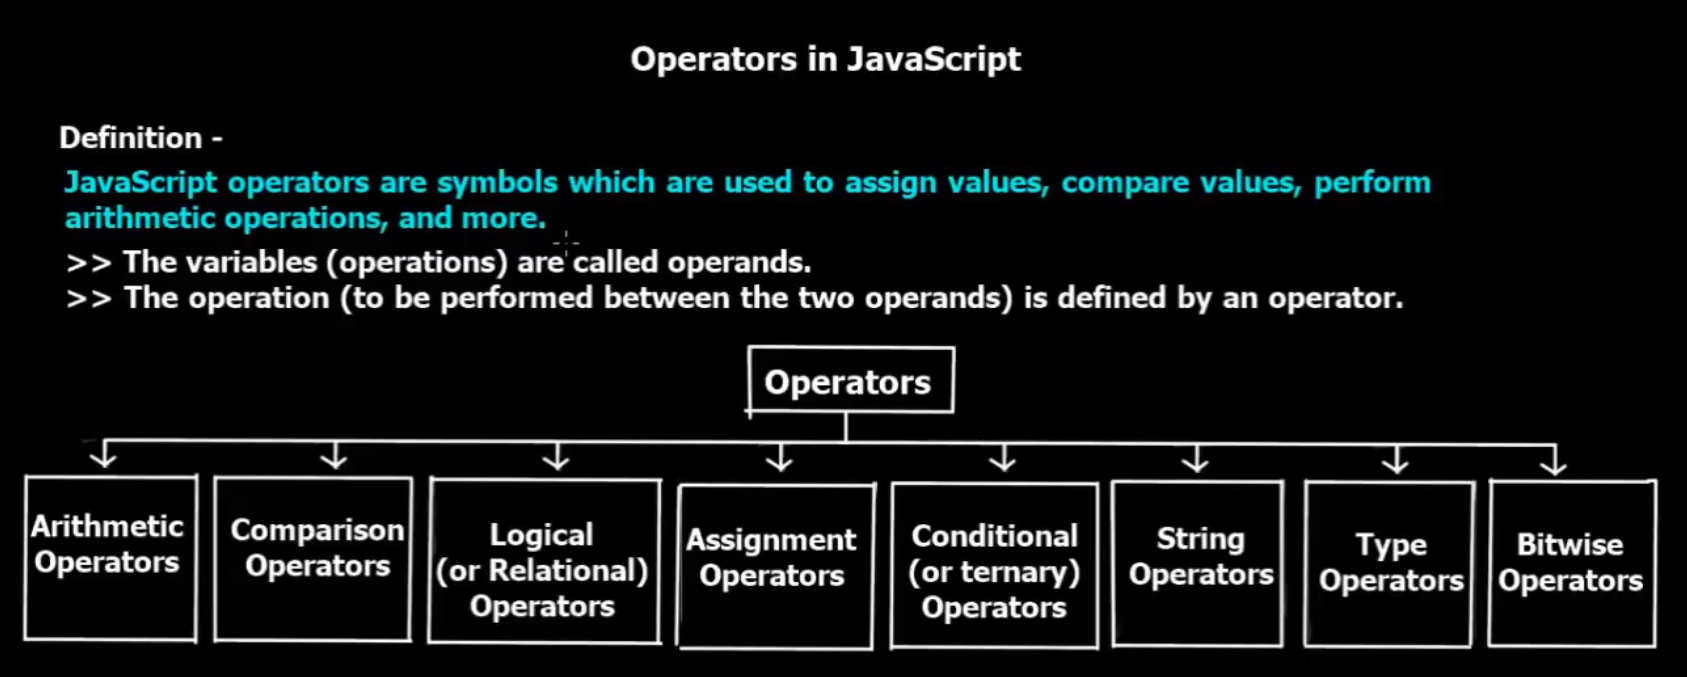 Operators in JavaScript
Definition -
JavaScript operators are symbols which are used to assign values, compare values, perform
arithmetic operations, and more.
>> The variables (operations) are called operands.
>> The operation (to be performed between the two operands) is defined by an operator.
Operators
Arithmetic
Operators
Comparison
Operators
Logical
(or Relational)
Operators
Assignment
Operators
Conditional
(or ternary)
Operators
String
Operators
Type
Operators
Bitwise
Operators